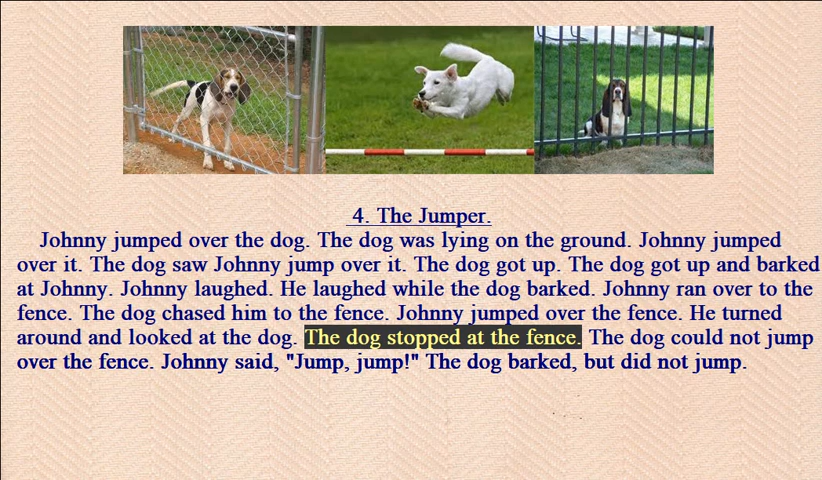 4. The Jumper.
Johnny jumped over the dog. The dog was lying on the ground. Johnny jumped
over it. The dog saw Johnny jump over it. The dog got up. The dog got up and barked
at Johnny. Johnny laughed. He laughed while the dog barked. Johnny ran over to the
fence. The dog chased him to the fence. Johnny jumped over the fence. He turned
around and looked at the dog. The dog stopped at the fence. The dog could not jump
over the fence. Johnny said, "Jump, jump!" The dog barked, but did not jump.